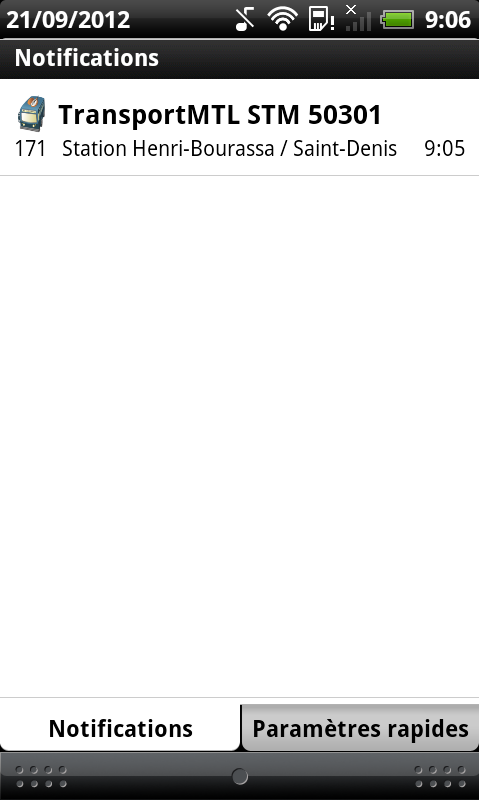 21/09/2012 9:06
Notifications
TransportMTL STM 50301
171 Station Henri-Bourassa / Saint-Denis 9:05
Notifications Paramètres rapides